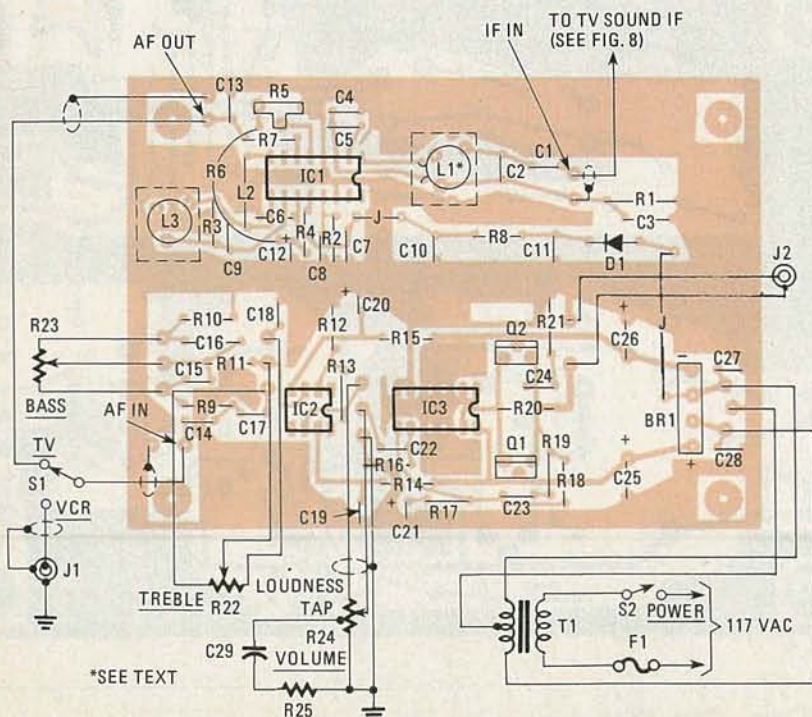 TO TV SOUND IF
(SEE FIG. 8)
IF IN
AF OUT
C13
R5
C4
C5
R7
R6
IC1
L1*
C2
C1
L2
R1
C3
L3
R3
C6
R4
R2
J
C7
C9
C12
+
C8
C10
R8
C11
D1
J2
R23
BASS
R10
C18
C16
R11
C15
R9
C14
C17
AF IN
+
C20
R12
R15
R13
IC2
IC3
Q2
R21
C24
R20
Q1
R19
R18
+
C26
J
−
BR1
+
C27
C28
+
C25
C22
R16
R14
C19
+
C21
R17
C23
TV
S1
VCR
J1
TREBLE
R22
LOUDNESS
TAP
R24
VOLUME
C29
R25
T1
S2
POWER
F1
117 VAC
*SEE TEXT